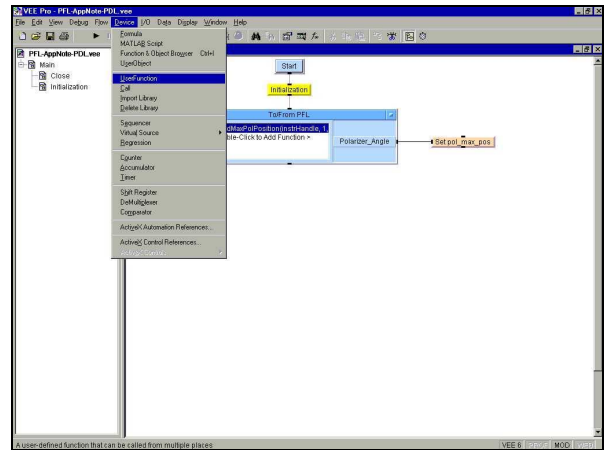 VEE Pro - PFL-AppNote-PDL.vee
File Edit View Debug Flow Device I/O Data Display Window Help
PFL-AppNote-PDL.vee
Main
Close
Initialization
Formula
MATLAB Script
Function & Object Browser Ctrl+I
UserObject
UserFunction
Call
Import Library
Delete Library
Sequencer
Virtual Source
Regression
Counter
Accumulator
Timer
Shift Register
DeMultiplexer
Comparator
ActiveX Automation References...
ActiveX Control References...
Start
Initialization
To/From PFL
dMaxPolPosition(instrHandle, 1,
ble-Click to Add Function >
Polarizer_Angle
Set pol_max_pos
A user-defined function that can be called from multiple places
VEE 6 PROF MOD WEB